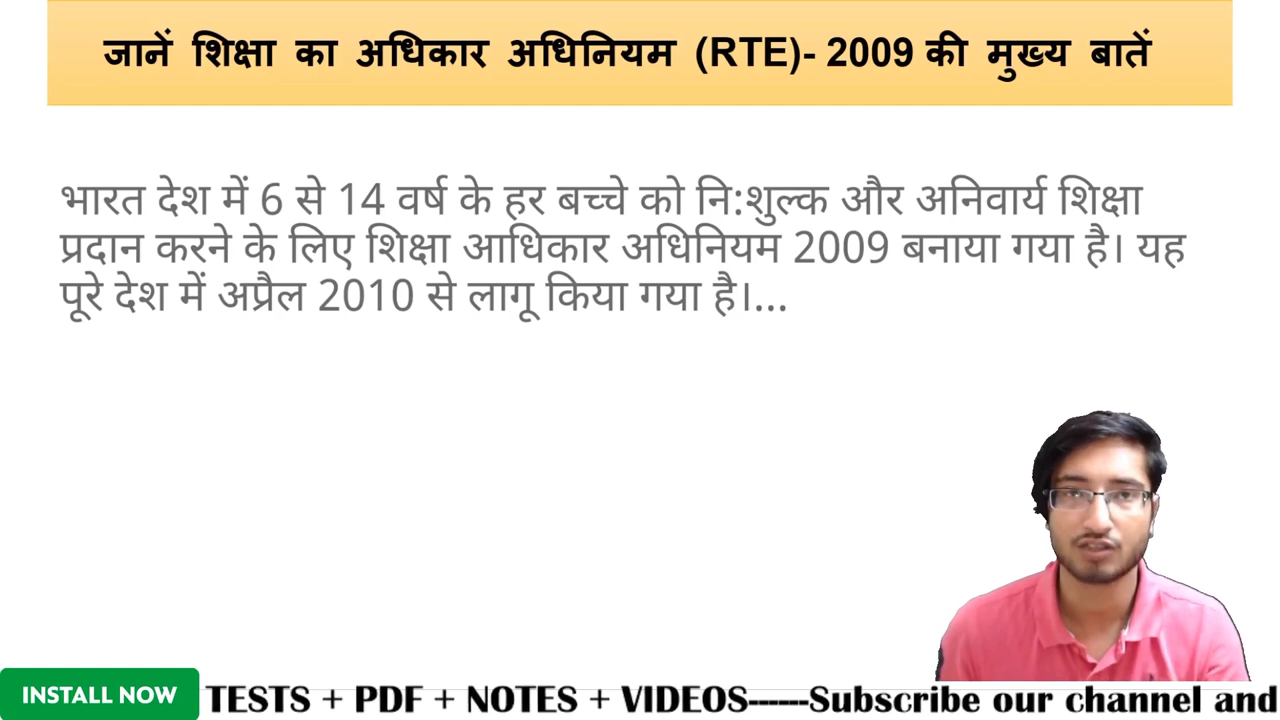 जानें शिक्षा का अधिकार अधिनियम (RTE)- 2009 की मुख्य बातें
भारत देश में 6 से 14 वर्ष के हर बच्चे को नि:शुल्क और अनिवार्य शिक्षा
प्रदान करने के लिए शिक्षा आधिकार अधिनियम 2009 बनाया गया है। यह
पूरे देश में अप्रैल 2010 से लागू किया गया है।...
INSTALL NOW TESTS + PDF + NOTES + VIDEOS------Subscribe our channel and